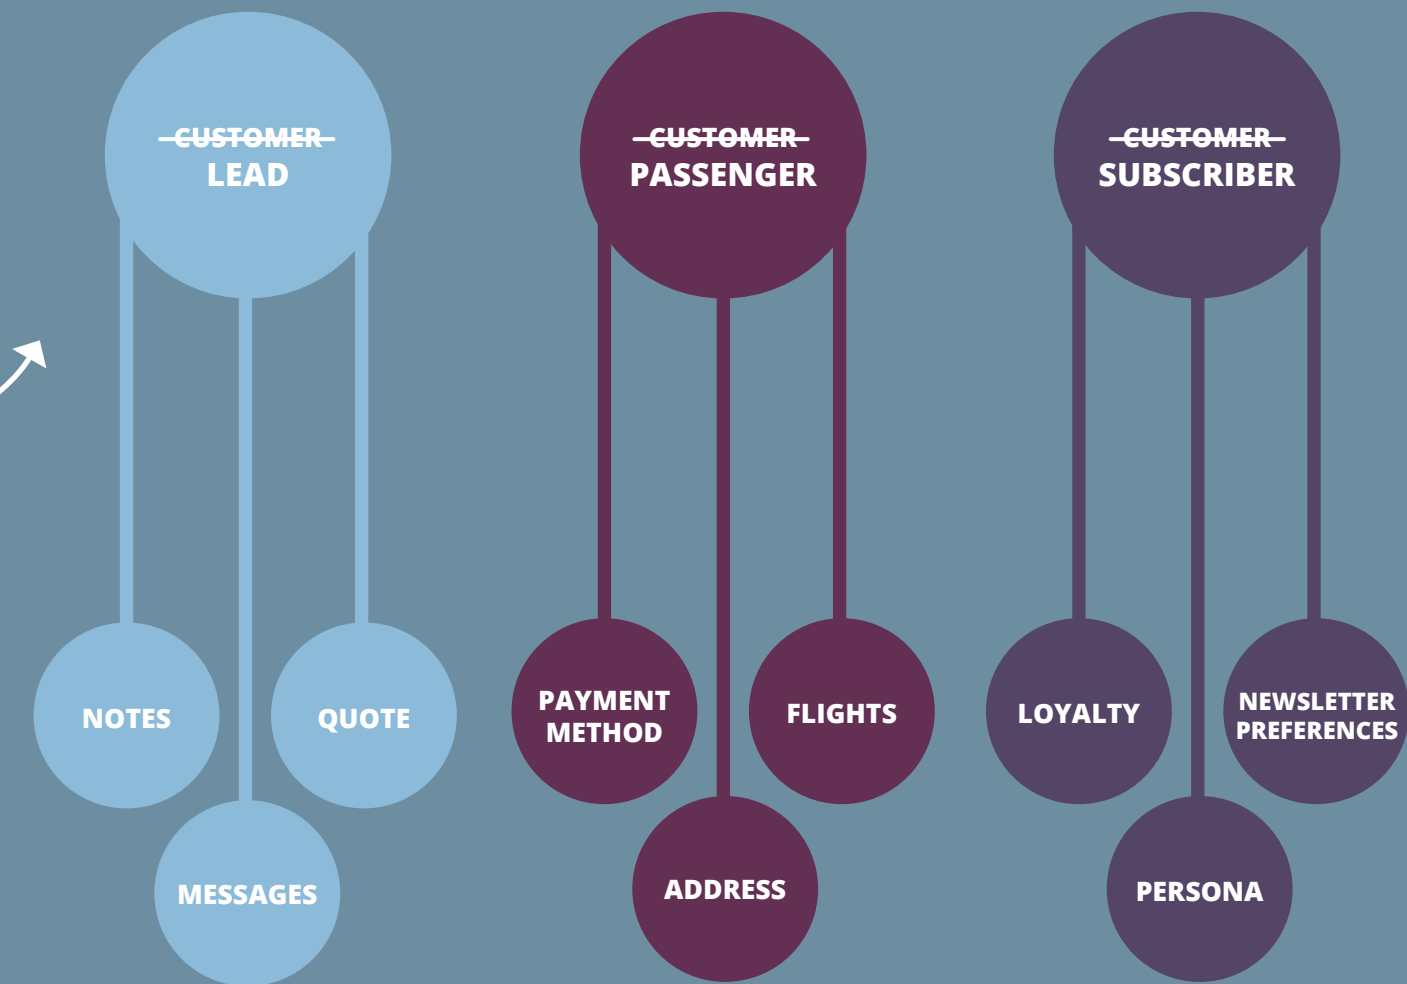 CUSTOMER
LEAD
CUSTOMER
PASSENGER
CUSTOMER
SUBSCRIBER
NOTES
QUOTE
MESSAGES
PAYMENT
METHOD
FLIGHTS
ADDRESS
LOYALTY
NEWSLETTER
PREFERENCES
PERSONA